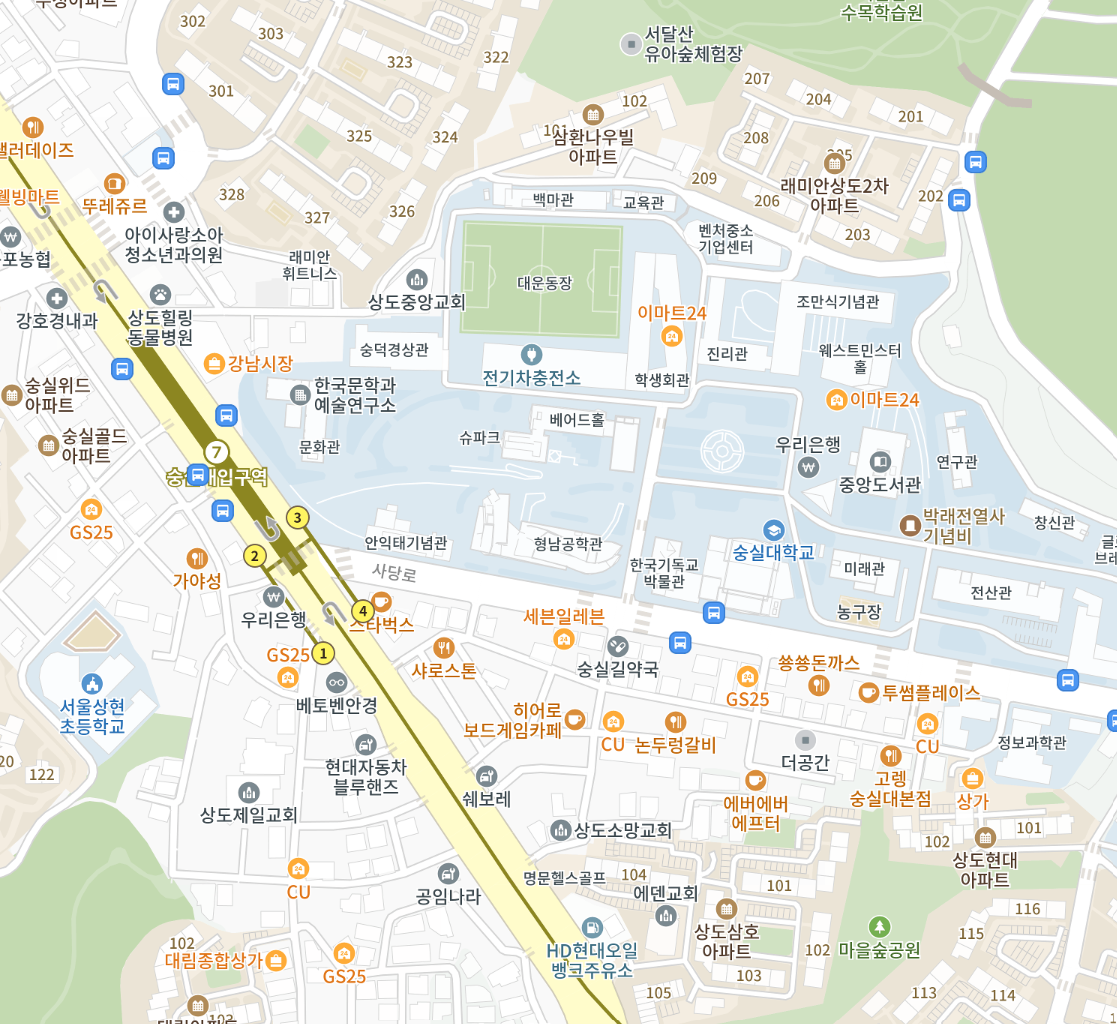 302
303
323
322
301
325
324
328
327
326
수목학습원
서달산
유아숲체험장
102
101
삼환나우빌
아파트
207
204
201
208
205
래미안상도2차
아파트
209
206
202
203
웰빙마트
뚜레쥬르
아이사랑소아
청소년과의원
래미안
휘트니스
백마관
교육관
벤처중소
기업센터
대운동장
상도중앙교회
강호경내과
상도힐링
동물병원
이마트24
조만식기념관
숭덕경상관
진리관
웨스트민스터
홀
강남시장
전기차충전소
학생회관
숭실위드
아파트
한국문학과
예술연구소
이마트24
숭실골드
아파트
문화관
슈파크
베어드홀
우리은행
중앙도서관
연구관
7
GS25
3
2
안익태기념관
형남공학관
숭실대학교
박래전열사
기념비
창신관
가야성
사당로
한국기독교
박물관
미래관
전산관
농구장
우리은행
4
스타벅스
세븐일레븐
GS25
1
샤로스톤
숭실길약국
쑝쑝돈까스
투썸플레이스
GS25
서울상현
초등학교
베토벤안경
히어로
보드게임카페
CU
논두렁갈비
CU
정보과학관
더공간
122
현대자동차
블루핸즈
쉐보레
고렝
숭실대본점
상가
에버에버
에프터
상도제일교회
상도소망교회
102
101
상도현대
아파트
CU
공임나라
명문헬스골프
104
에덴교회
101
116
상도삼호
아파트
마을숲공원
115
102
대림종합상가
GS25
HD현대오일
뱅크주유소
102
103
105
113
114